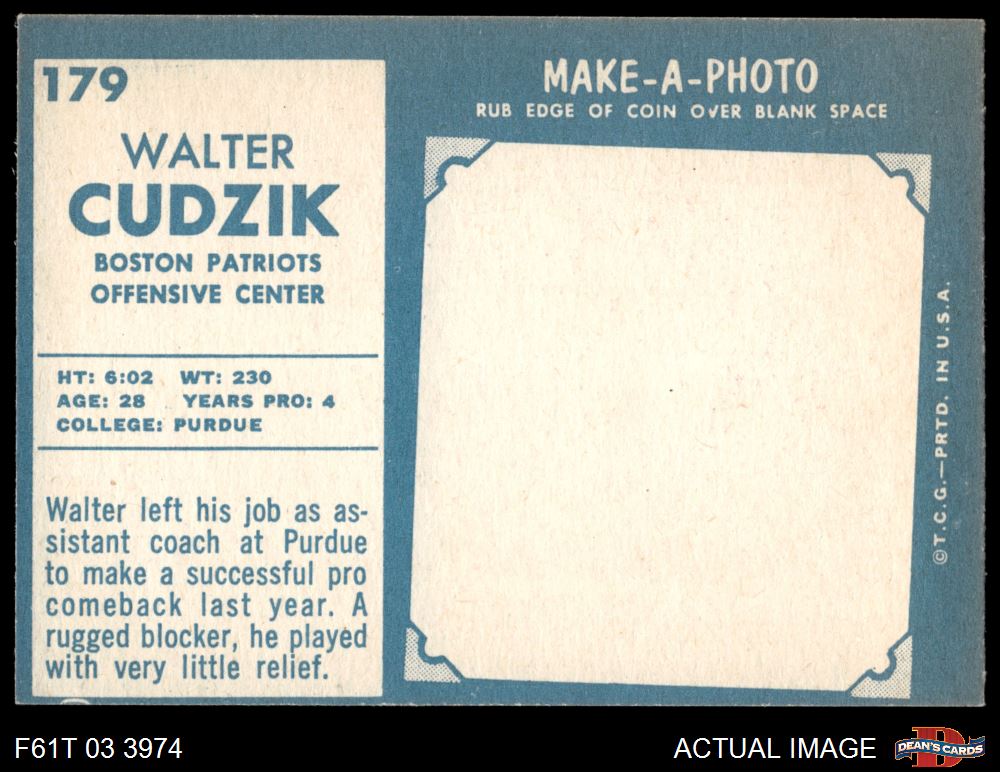 179
WALTER
CUDZIK
BOSTON PATRIOTS
OFFENSIVE CENTER
HT: 6:02 WT: 230
AGE: 28 YEARS PRO: 4
COLLEGE: PURDUE
Walter left his job as as-
sistant coach at Purdue
to make a successful pro
comeback last year. A
rugged blocker, he played
with very little relief.
MAKE-A-PHOTO
RUB EDGE OF COIN OVER BLANK SPACE
© T.C.G.—PRTD. IN U.S.A.
F61T 03 3974
ACTUAL IMAGE
D
DEAN'S CARDS